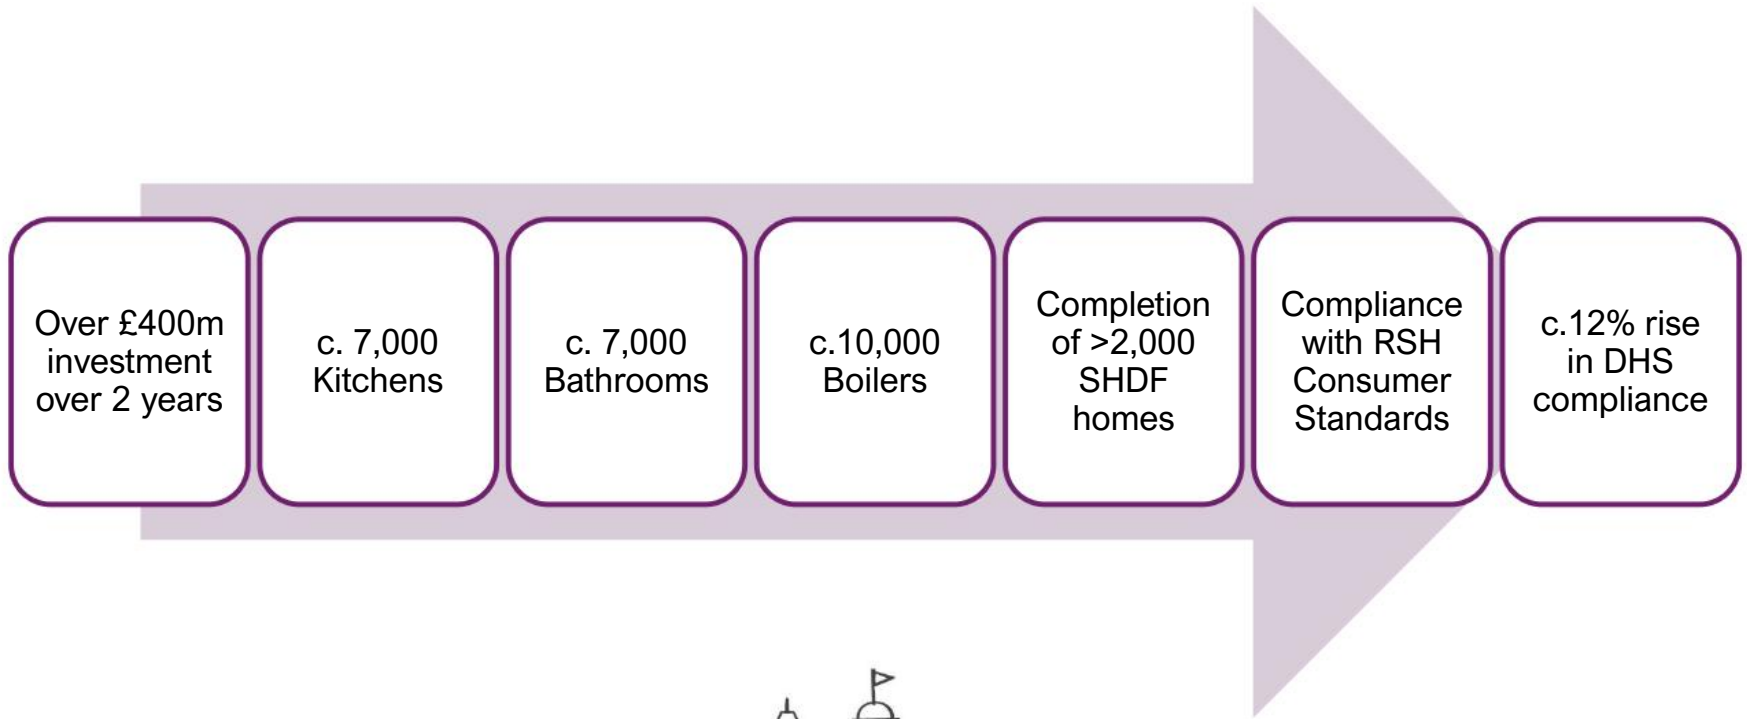 Over £400m
investment
over 2 years
c. 7,000
Kitchens
c. 7,000
Bathrooms
c.10,000
Boilers
Completion
of >2,000
SHDF
homes
Compliance
with RSH
Consumer
Standards
c.12% rise
in DHS
compliance